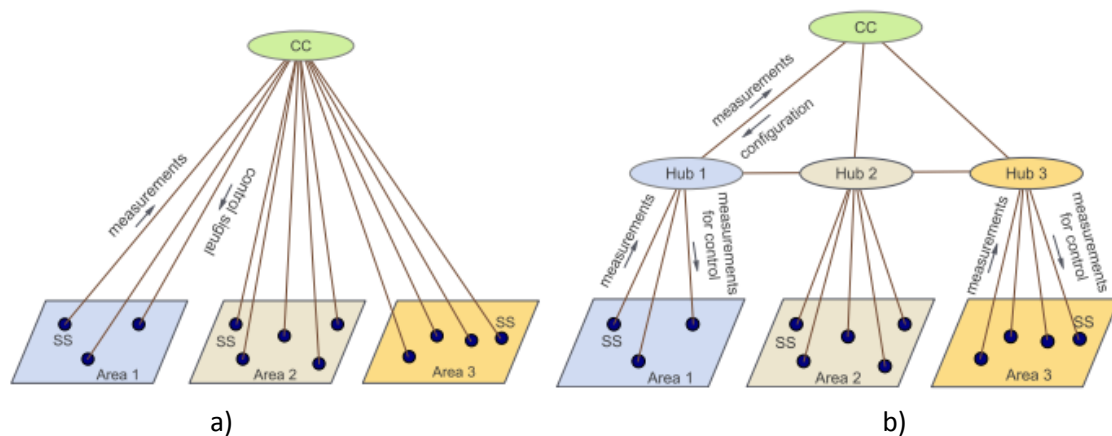 CC
measurements
control signal
SS
Area 1
SS
Area 2
SS
Area 3
a)
CC
measurements
configuration
Hub 1
Hub 2
Hub 3
measurements
measurements
for control
measurements
measurements
for control
SS
Area 1
SS
Area 2
SS
Area 3
b)